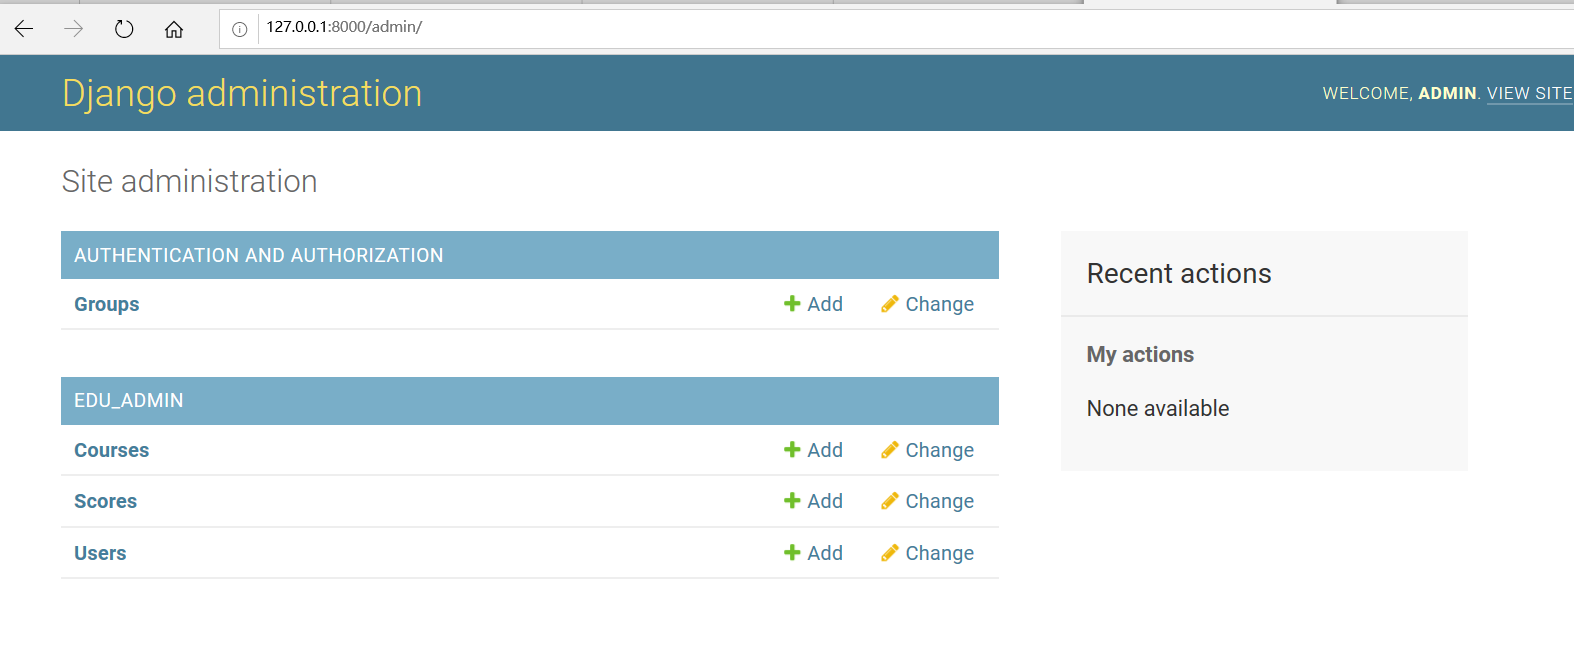 127.0.0.1:8000/admin/
Django administration
WELCOME, ADMIN. VIEW SITE
Site administration
AUTHENTICATION AND AUTHORIZATION
Groups Add Change
EDU_ADMIN
Courses Add Change
Scores Add Change
Users Add Change
Recent actions
My actions
None available